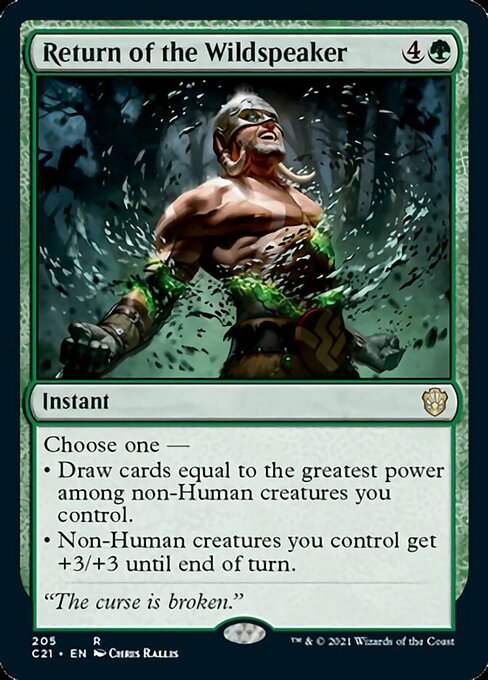 Return of the Wildspeaker 4
Instant
Choose one —
• Draw cards equal to the greatest power
among non-Human creatures you
control.
• Non-Human creatures you control get
+3/+3 until end of turn.
“The curse is broken.”
205 R
C21 • EN Chris Rallis
™ & © 2021 Wizards of the Coast